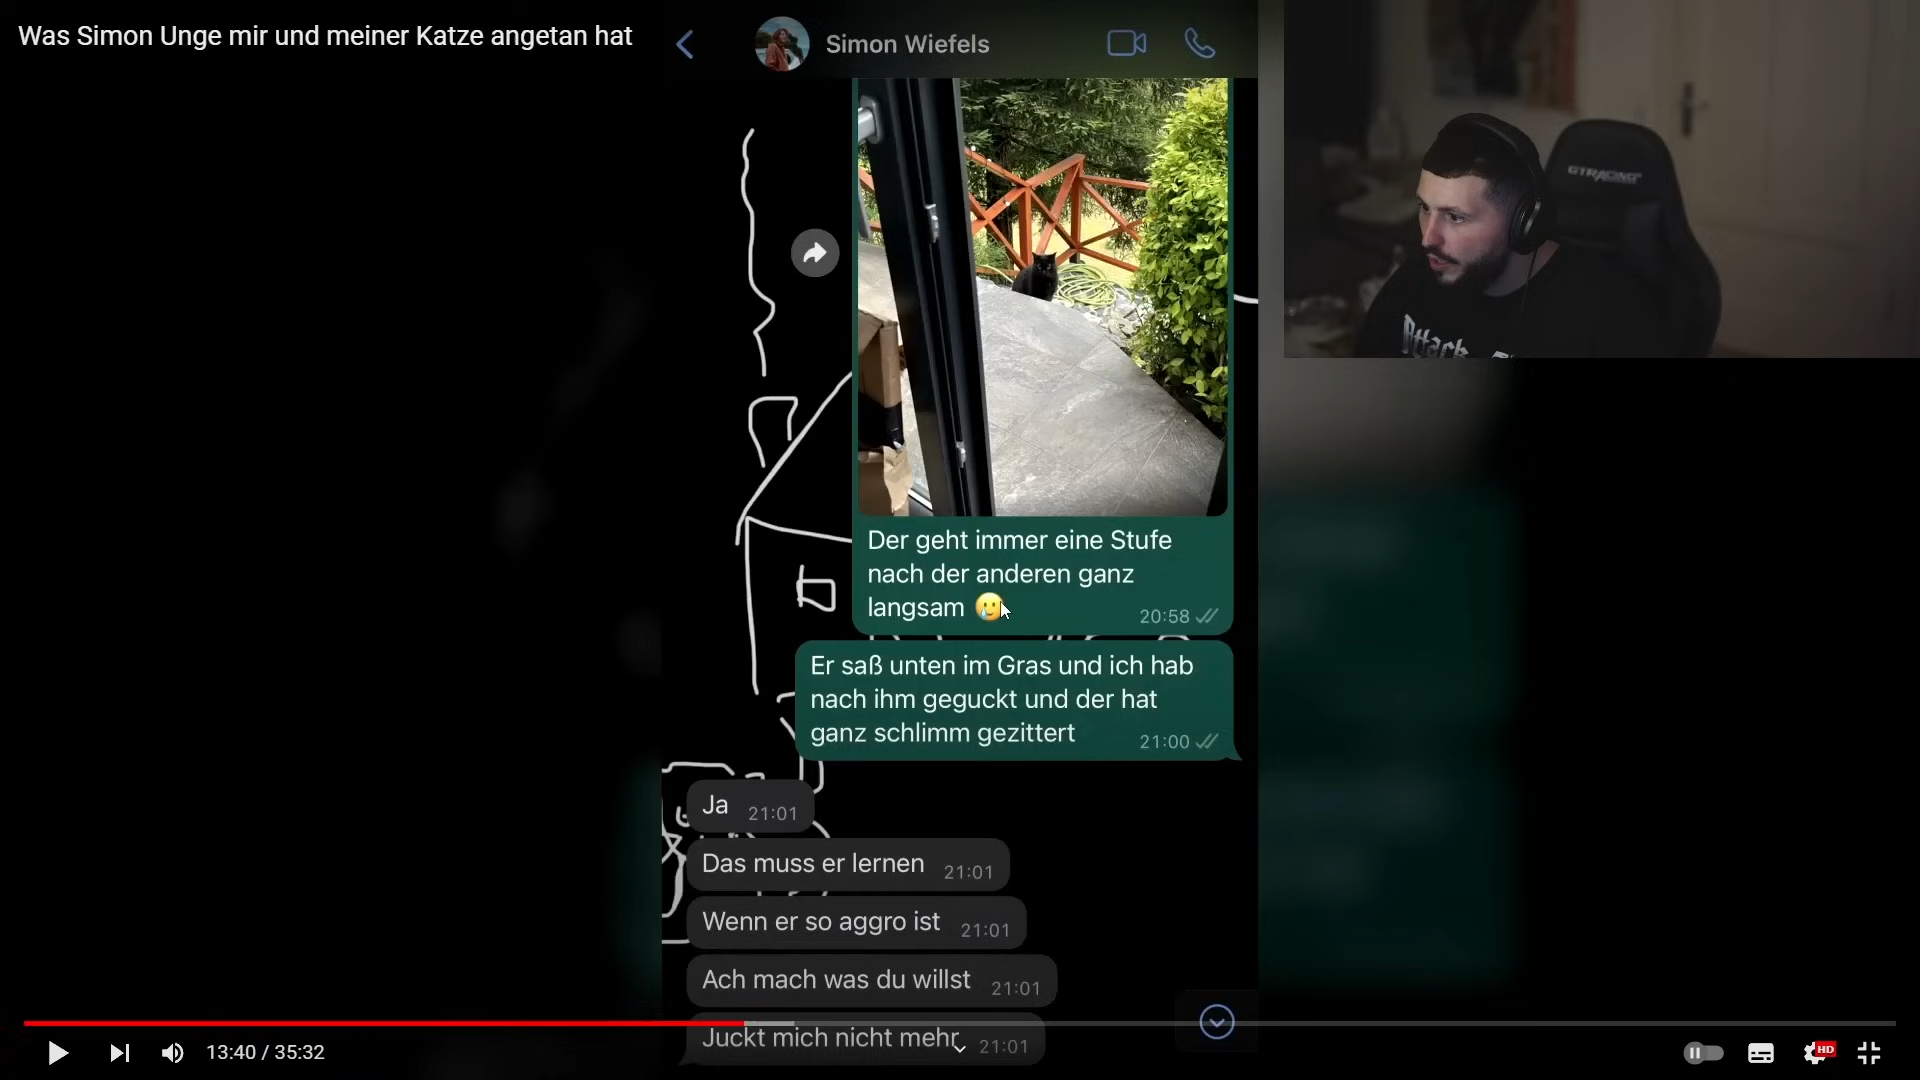 Was Simon Unge mir und meiner Katze angetan hat
Simon Wiefels
GTRACING
Attack
Der geht immer eine Stufe
nach der anderen ganz
langsam 🥲
20:58
Er saß unten im Gras und ich hab
nach ihm geguckt und der hat
ganz schlimm gezittert
21:00
Ja 21:01
Das muss er lernen 21:01
Wenn er so aggro ist 21:01
Ach mach was du willst 21:01
Juckt mich nicht mehr 21:01
13:40 / 35:32
HD